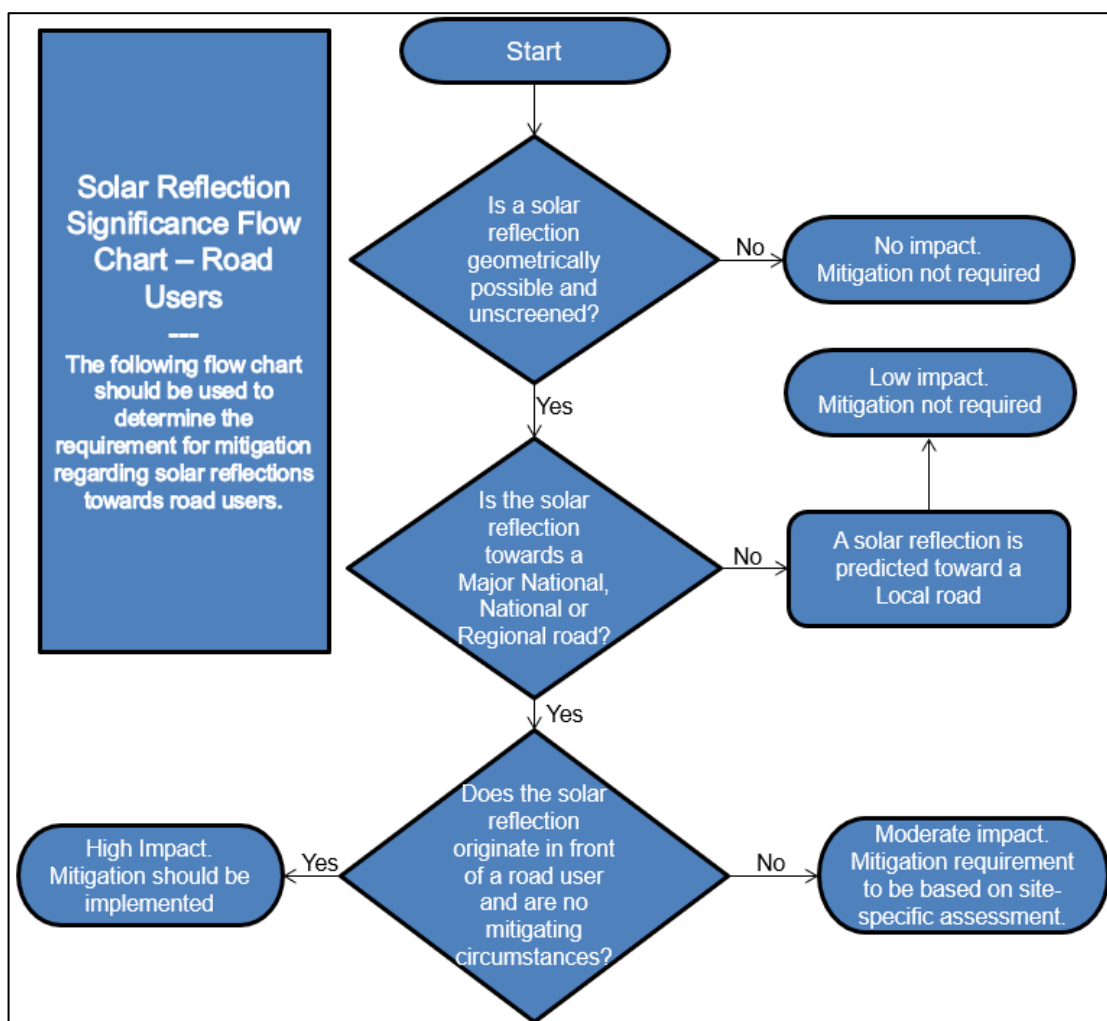 Start
Solar Reflection
Significance Flow
Chart – Road
Users
---
The following flow chart
should be used to
determine the
requirement for mitigation
regarding solar reflections
towards road users.
Is a solar
reflection
geometrically
possible and
unscreened?
No
No impact.
Mitigation not required
Yes
Low impact.
Mitigation not required
Is the solar
reflection
towards a
Major National,
National or
Regional road?
No
A solar reflection is
predicted toward a
Local road
Yes
Does the solar
reflection
originate in front
of a road user
and are no
mitigating
circumstances?
Yes
High Impact.
Mitigation should be
implemented
No
Moderate impact.
Mitigation requirement
to be based on site-
specific assessment.